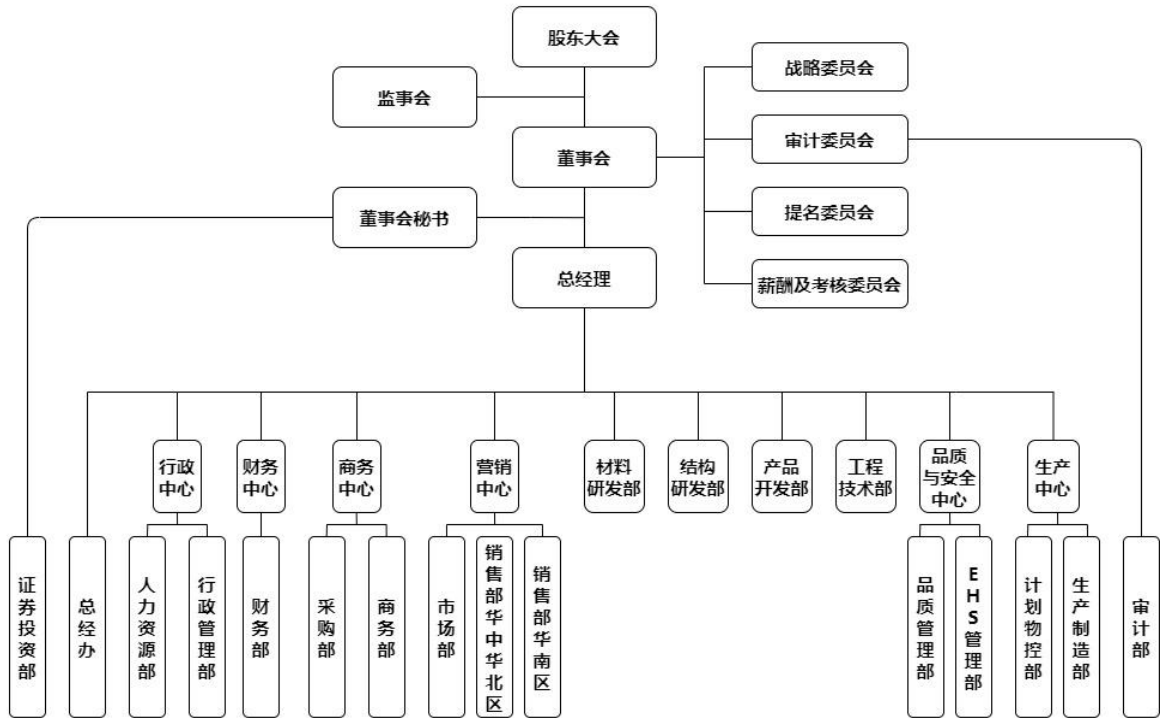 股东大会
战略委员会
监事会
审计委员会
董事会
董事会秘书
提名委员会
总经理
薪酬及考核委员会
行政
中心
财务
中心
商务
中心
营销
中心
材料
研发部
结构
研发部
产品
开发部
工程
技术部
品质
与安全
中心
生产
中心
证券投资部
总经办
人力资源部
行政管理部
财务部
采购部
商务部
市场部
销售部华中华北区
销售部华南区
品质管理部
EHS管理部
计划物控部
生产制造部
审计部